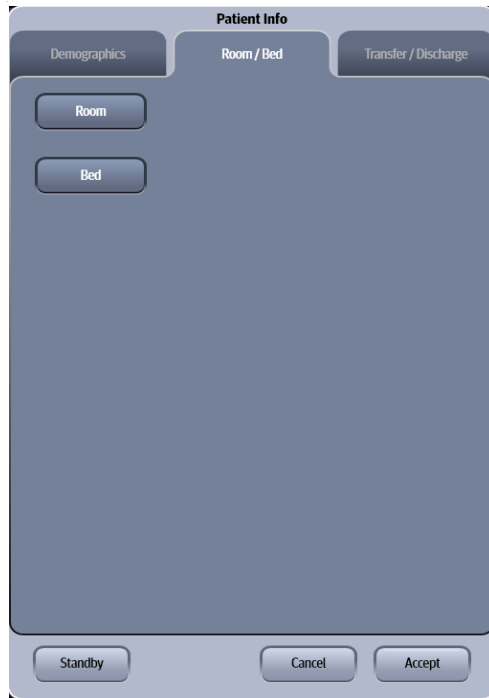 Patient Info
Demographics Room / Bed Transfer / Discharge
Room
Bed
Standby Cancel Accept